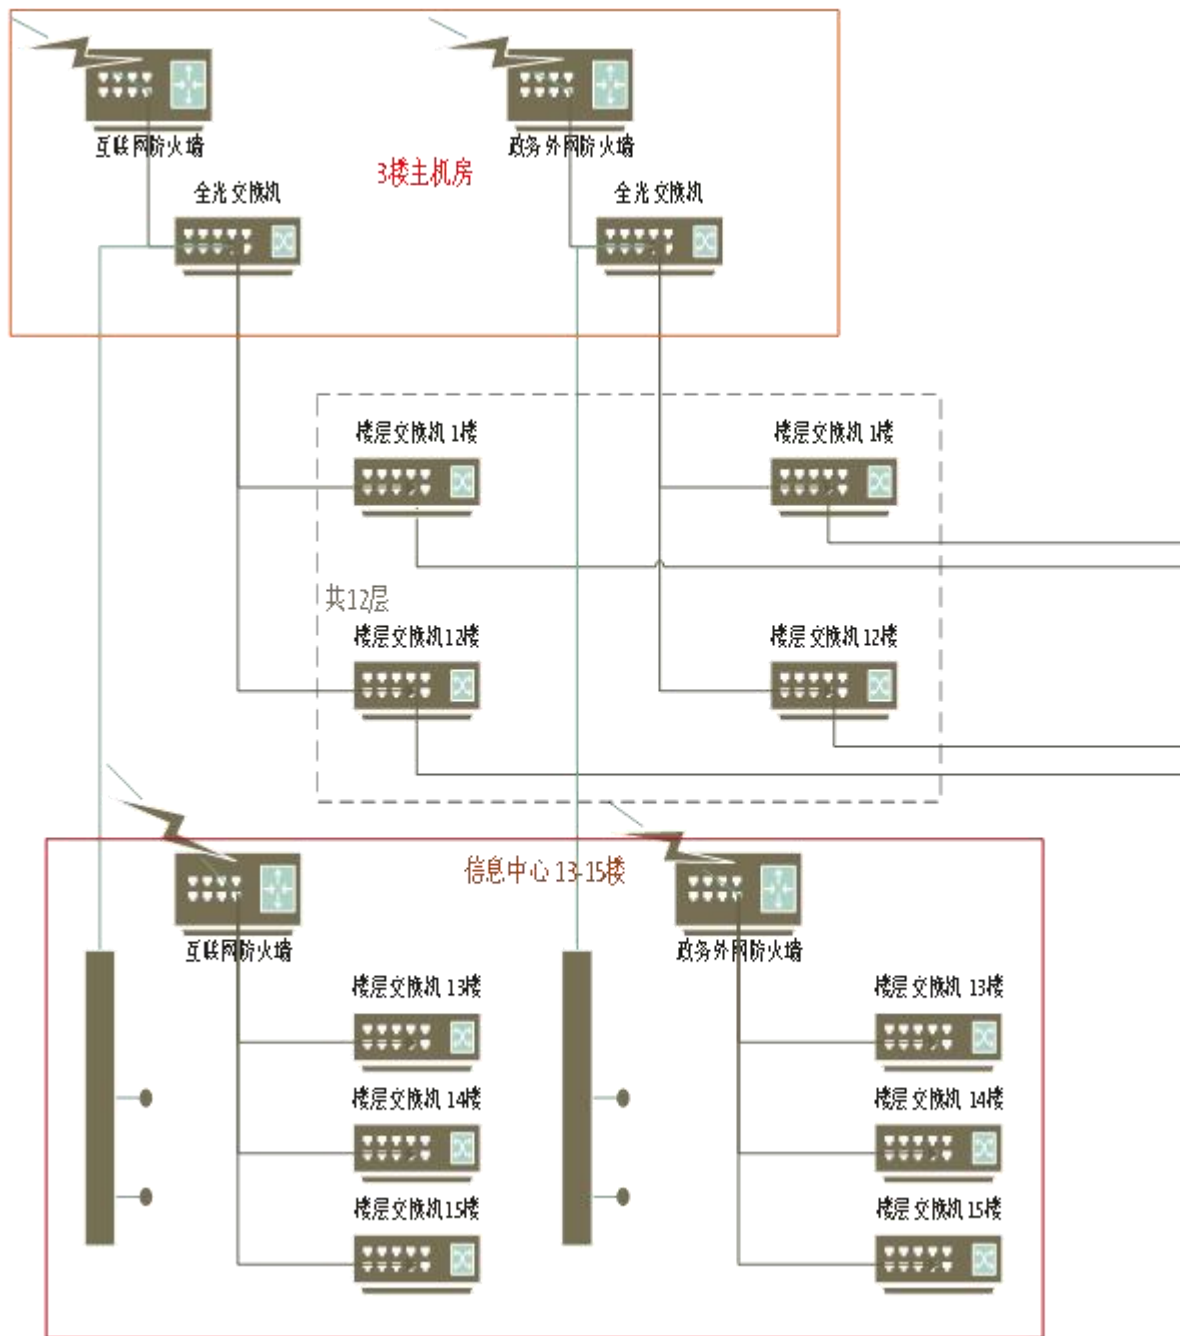 互联网防火墙
政务外网防火墙
3楼主机房
全光交换机
全光交换机
楼层交换机 1楼
楼层交换机 1楼
共12层
楼层交换机12楼
楼层交换机 12楼
信息中心 13-15楼
互联网防火墙
政务外网防火墙
楼层交换机 13楼
楼层交换机 13楼
楼层交换机 14楼
楼层交换机 14楼
楼层交换机15楼
楼层交换机 15楼